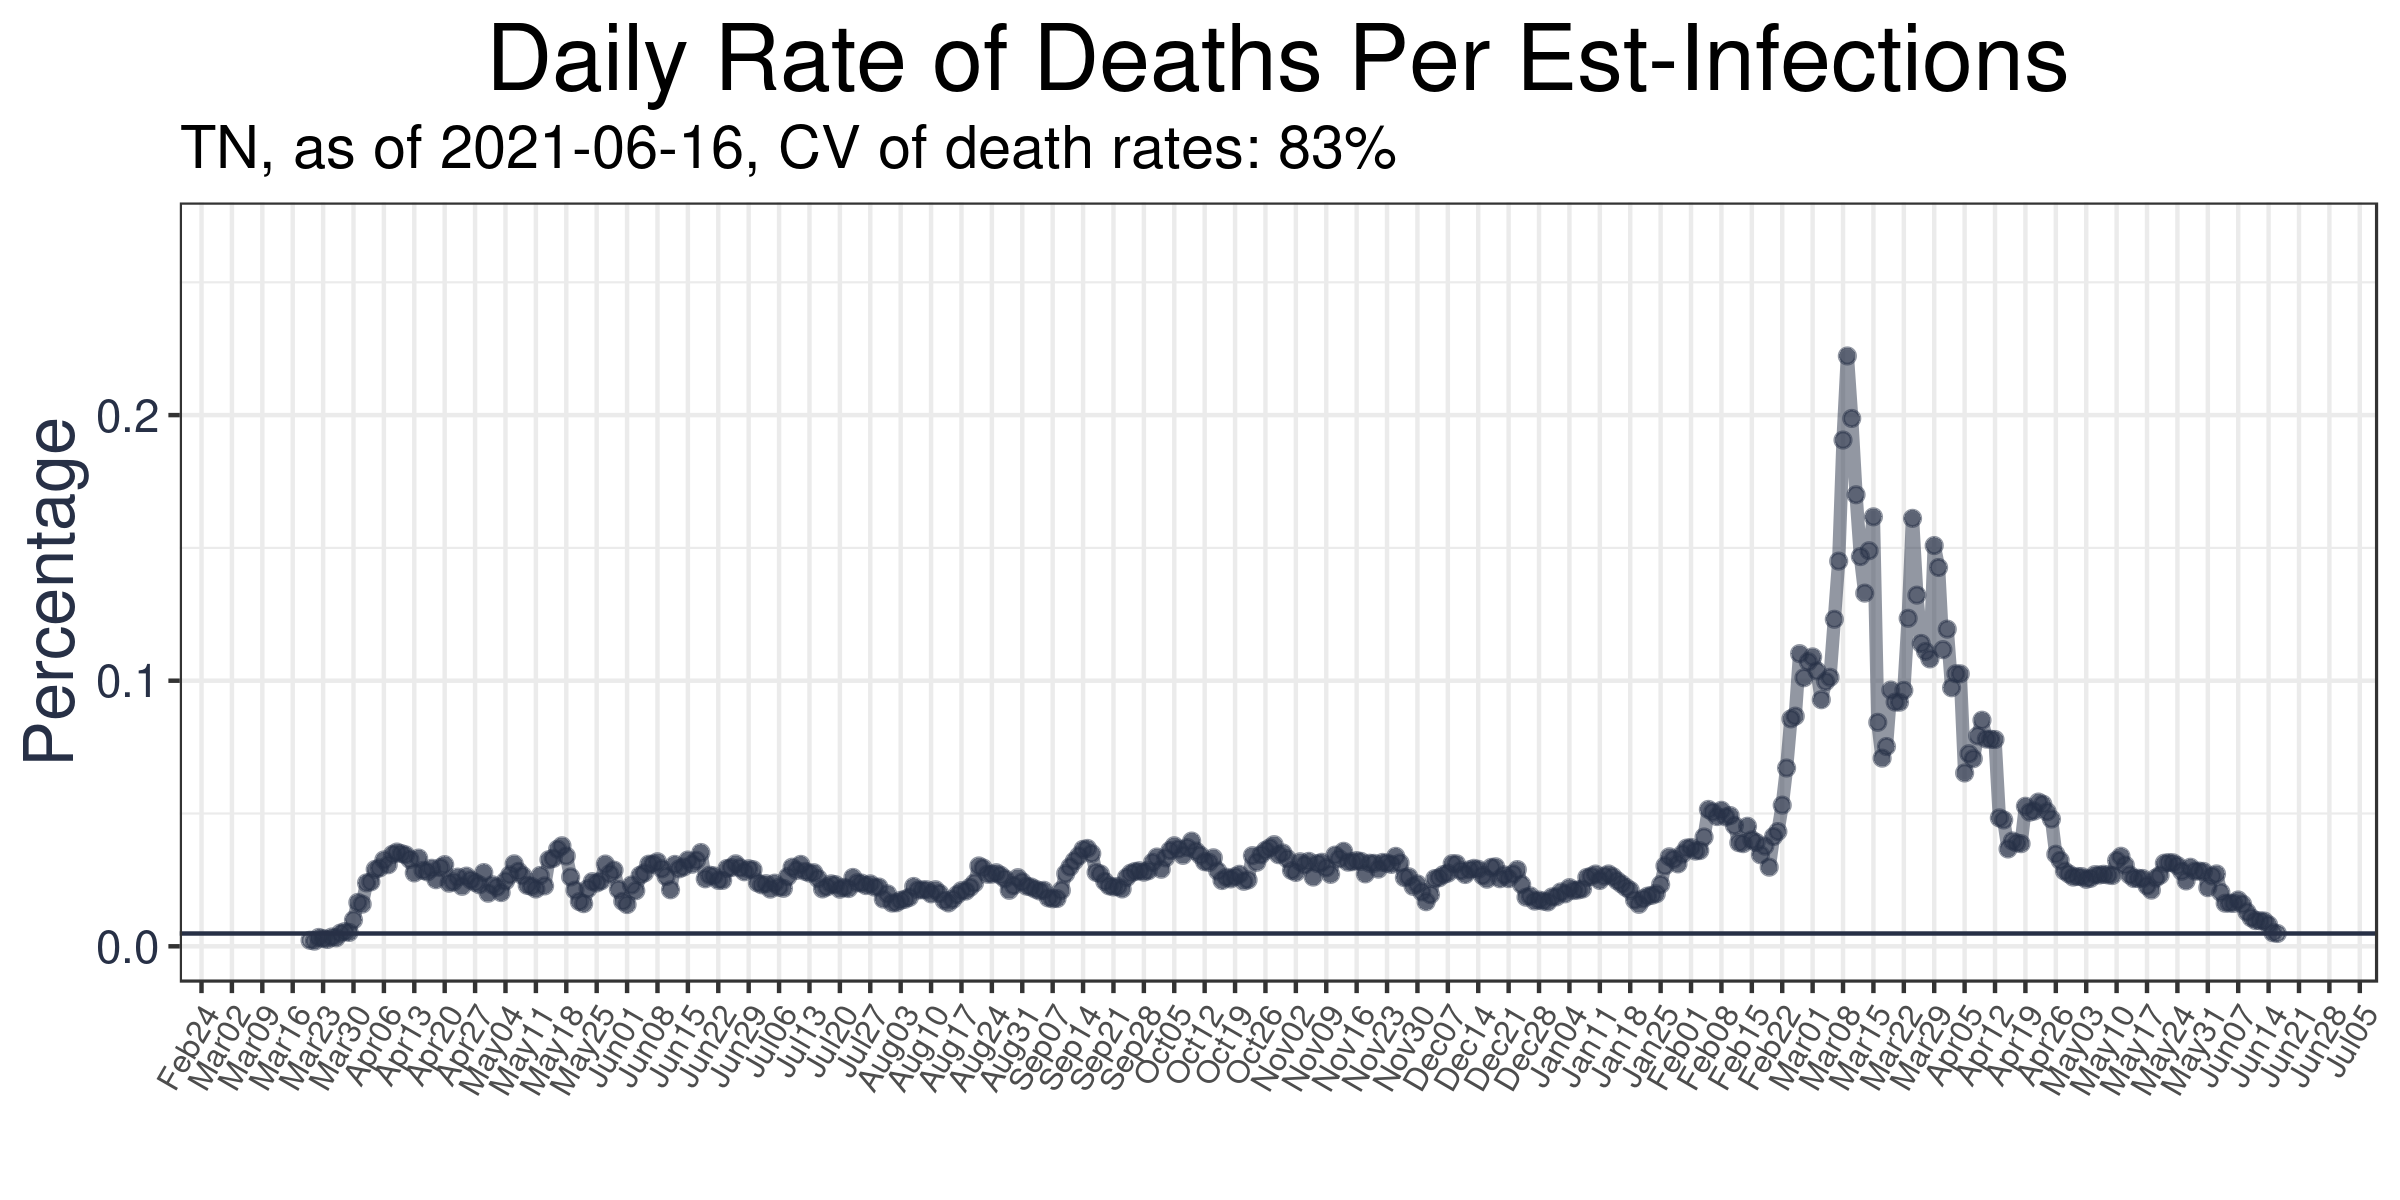 Daily Rate of Deaths Per Est-Infections
TN, as of 2021-06-16, CV of death rates: 83%
Percentage
0.2
0.1
0.0
Feb24
Mar02
Mar09
Mar16
Mar23
Mar30
Apr06
Apr13
Apr20
Apr27
May04
May11
May18
May25
Jun01
Jun08
Jun15
Jun22
Jun29
Jul06
Jul13
Jul20
Jul27
Aug03
Aug10
Aug17
Aug24
Aug31
Sep07
Sep14
Sep21
Sep28
Oct05
Oct12
Oct19
Oct26
Nov02
Nov09
Nov16
Nov23
Nov30
Dec07
Dec14
Dec21
Dec28
Jan04
Jan11
Jan18
Jan25
Feb01
Feb08
Feb15
Feb22
Mar01
Mar08
Mar15
Mar22
Mar29
Apr05
Apr12
Apr19
Apr26
May03
May10
May17
May24
May31
Jun07
Jun14
Jun21
Jun28
Jul05